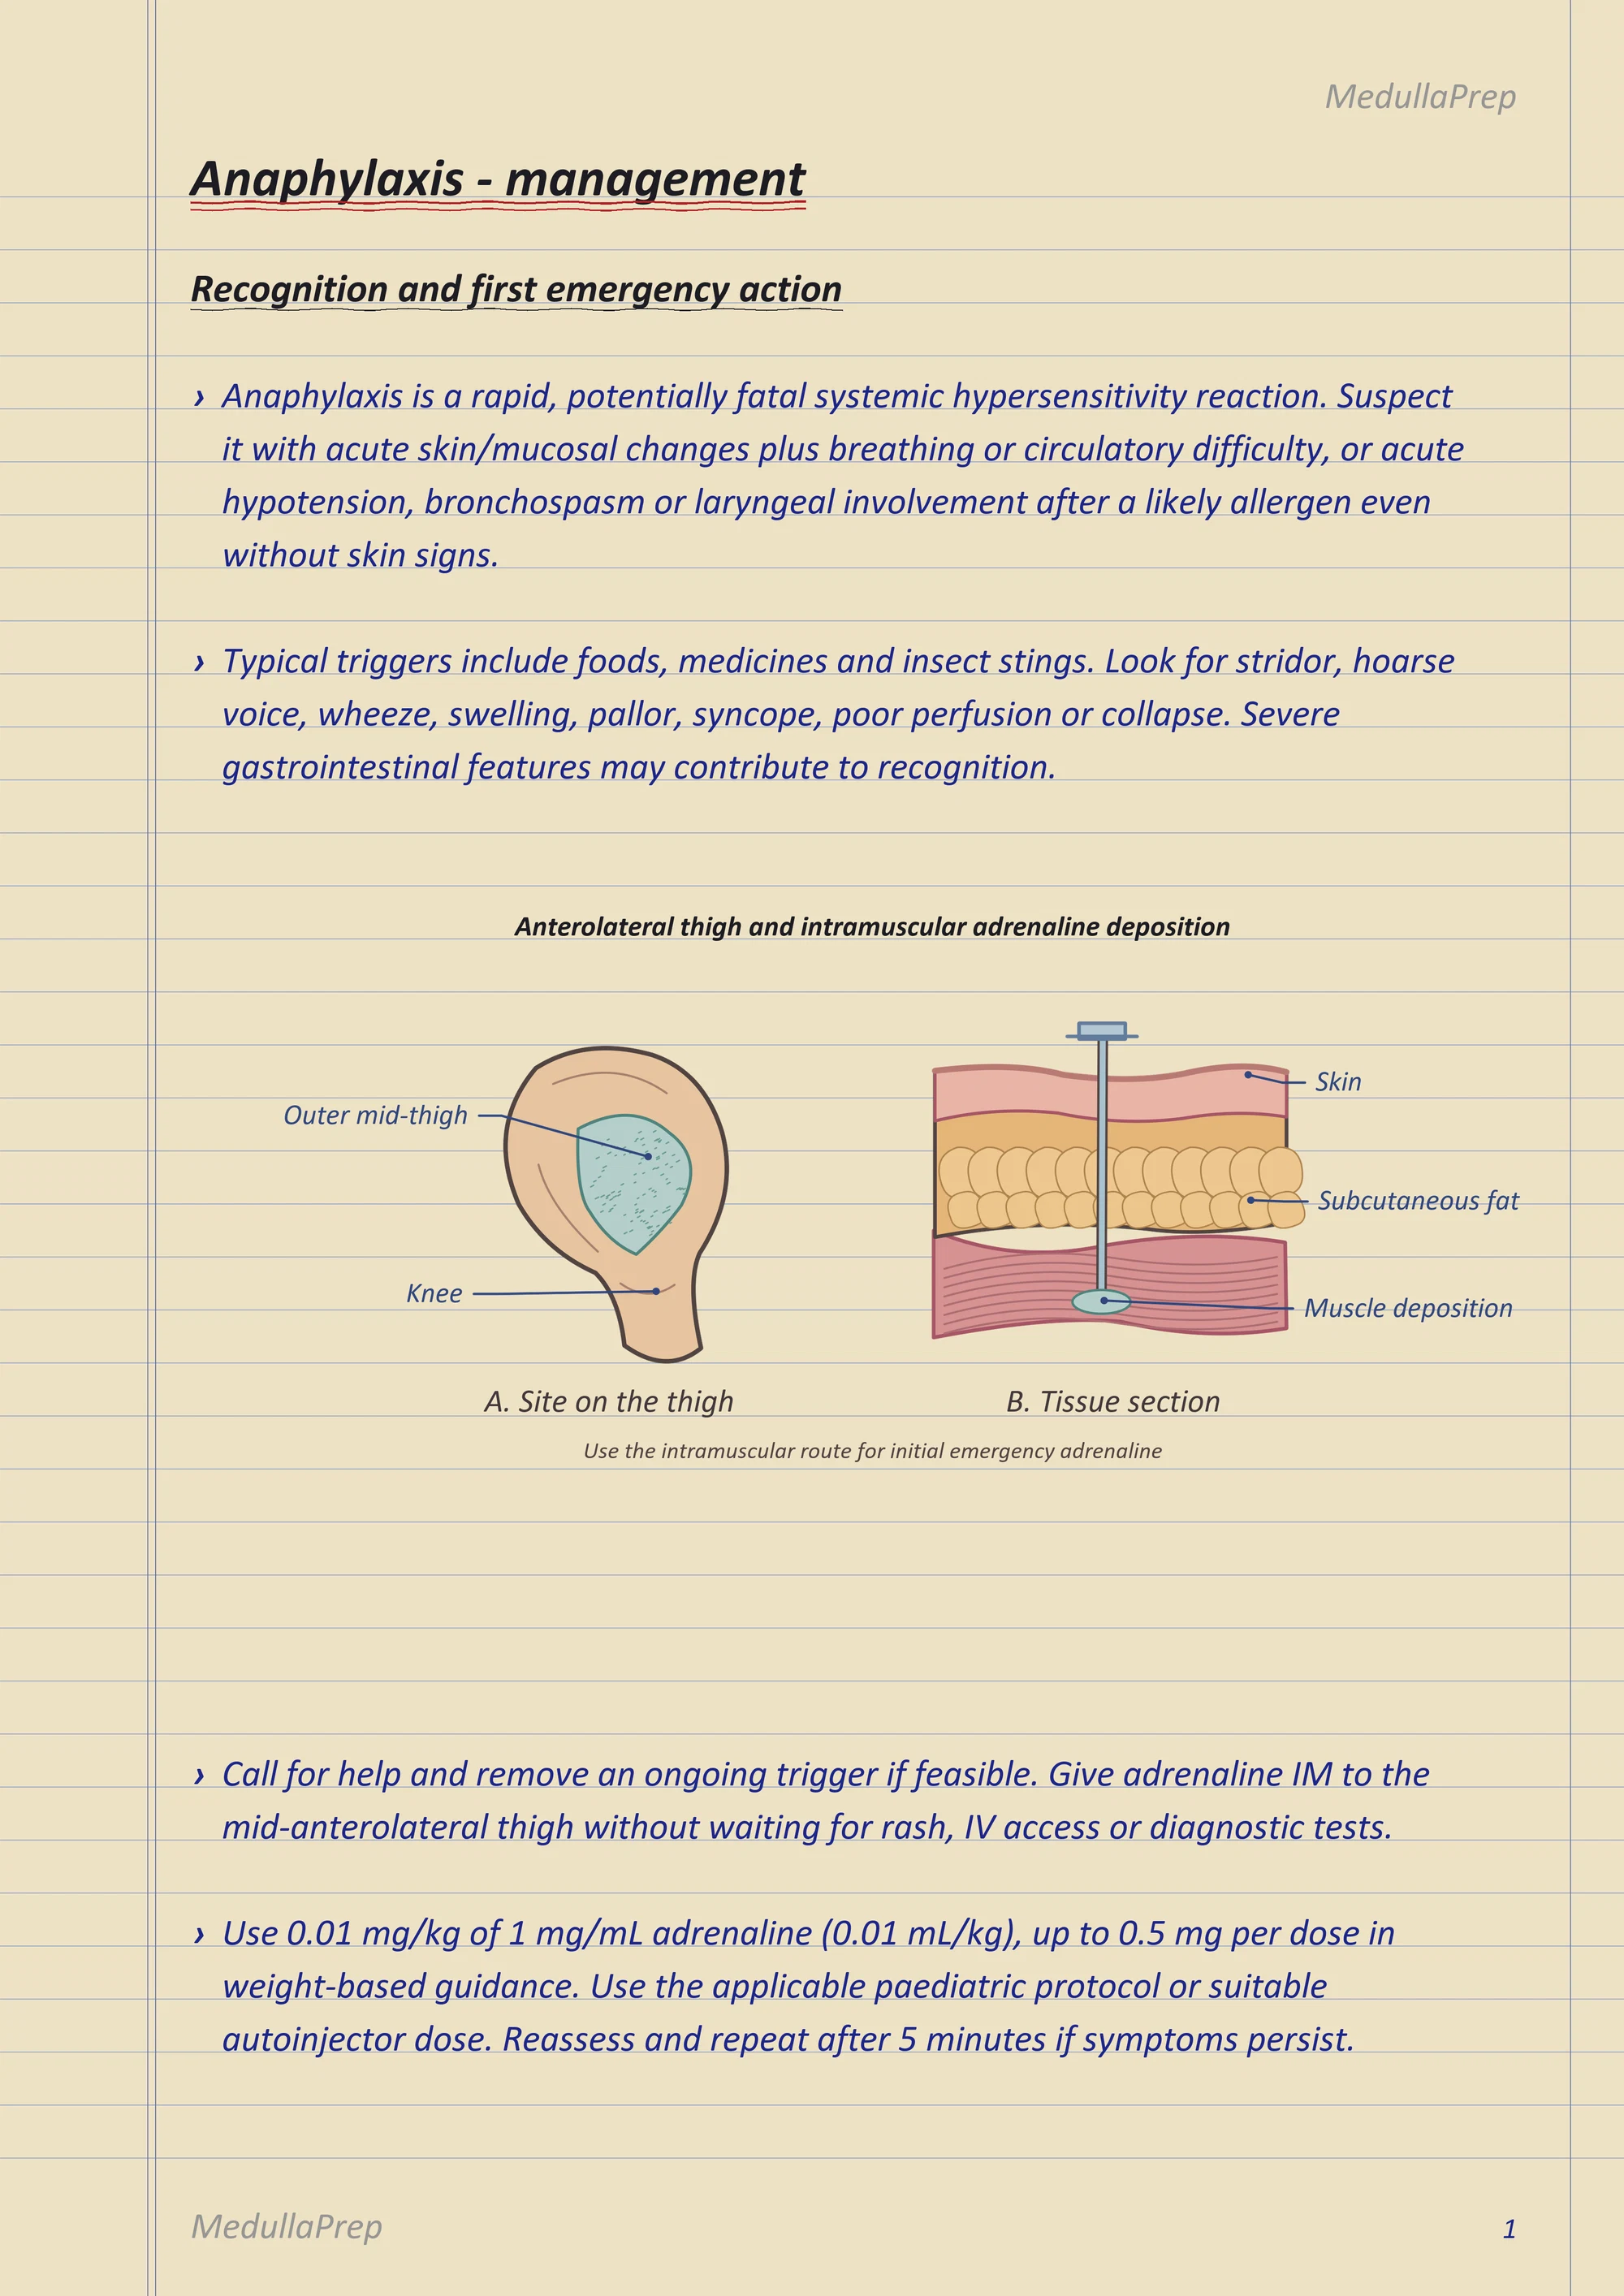 MedullaPrep
Anaphylaxis - management
Recognition and first emergency action
› Anaphylaxis is a rapid, potentially fatal systemic hypersensitivity reaction. Suspect
it with acute skin/mucosal changes plus breathing or circulatory difficulty, or acute
hypotension, bronchospasm or laryngeal involvement after a likely allergen even
without skin signs.
› Typical triggers include foods, medicines and insect stings. Look for stridor, hoarse
voice, wheeze, swelling, pallor, syncope, poor perfusion or collapse. Severe
gastrointestinal features may contribute to recognition.
Anterolateral thigh and intramuscular adrenaline deposition
Outer mid-thigh
Knee
A. Site on the thigh
Skin
Subcutaneous fat
Muscle deposition
B. Tissue section
Use the intramuscular route for initial emergency adrenaline
› Call for help and remove an ongoing trigger if feasible. Give adrenaline IM to the
mid-anterolateral thigh without waiting for rash, IV access or diagnostic tests.
› Use 0.01 mg/kg of 1 mg/mL adrenaline (0.01 mL/kg), up to 0.5 mg per dose in
weight-based guidance. Use the applicable paediatric protocol or suitable
autoinjector dose. Reassess and repeat after 5 minutes if symptoms persist.
MedullaPrep
1